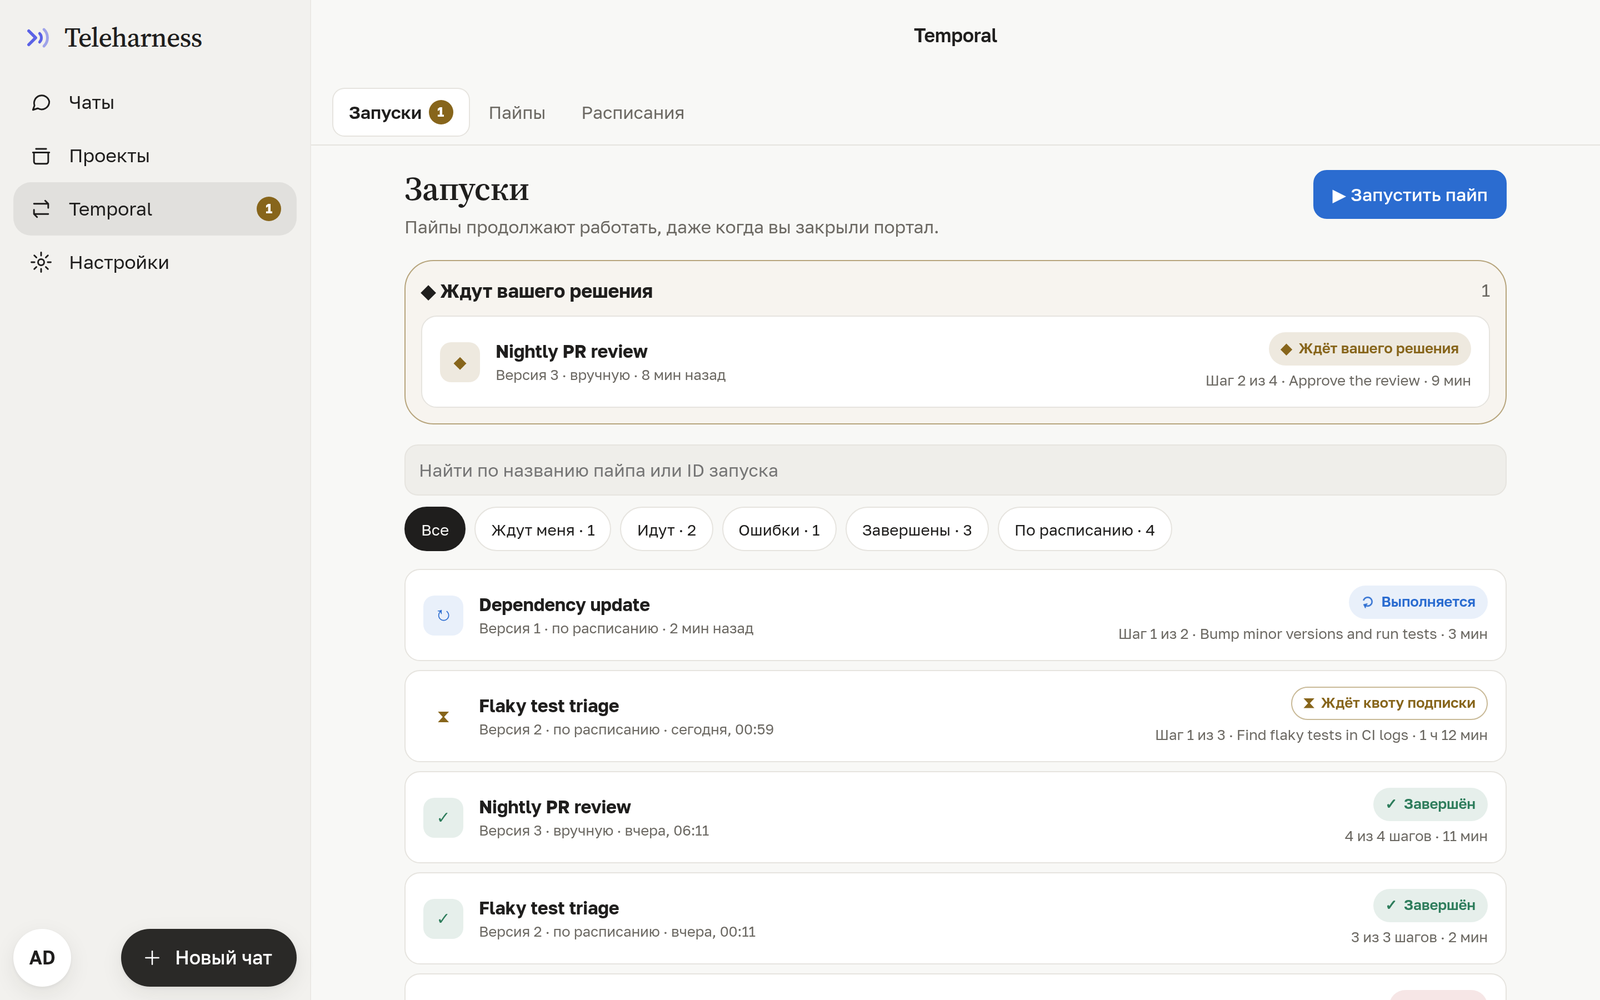 Teleharness
Чаты
Проекты
Temporal 1
Настройки
AD
+ Новый чат
Temporal
Запуски 1
Пайпы
Расписания
Запуски
Пайпы продолжают работать, даже когда вы закрыли портал.
▶ Запустить пайп
◆ Ждут вашего решения
1
Nightly PR review
Версия 3 · вручную · 8 мин назад
◆ Ждёт вашего решения
Шаг 2 из 4 · Approve the review · 9 мин
Найти по названию пайпа или ID запуска
Все
Ждут меня · 1
Идут · 2
Ошибки · 1
Завершены · 3
По расписанию · 4
Dependency update
Версия 1 · по расписанию · 2 мин назад
Выполняется
Шаг 1 из 2 · Bump minor versions and run tests · 3 мин
Flaky test triage
Версия 2 · по расписанию · сегодня, 00:59
Ждёт квоту подписки
Шаг 1 из 3 · Find flaky tests in CI logs · 1 ч 12 мин
Nightly PR review
Версия 3 · вручную · вчера, 06:11
✓ Завершён
4 из 4 шагов · 11 мин
Flaky test triage
Версия 2 · по расписанию · вчера, 00:11
✓ Завершён
3 из 3 шагов · 2 мин